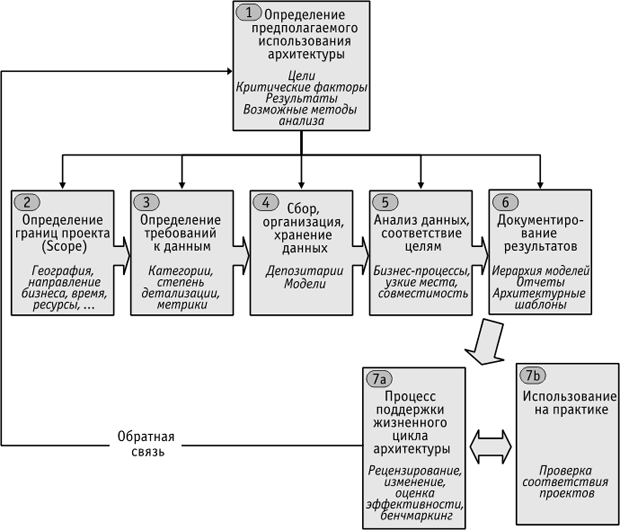 1
Определение
предполагаемого
использования
архитектуры
Цели
Критические факторы
Результаты
Возможные методы
анализа
2
Определение
границ проекта
(Scope)
География,
направление
бизнеса, время,
ресурсы, ...
3
Определение
требований
к данным
Категории,
степень
детализации,
метрики
4
Сбор,
организация,
хранение
данных
Депозитарии
Модели
5
Анализ данных,
соответствие
целям
Бизнес-процессы,
узкие места,
совместимость
6
Документиро-
вание
результатов
Иерархия моделей
Отчеты
Архитектурные
шаблоны
7a
Процесс
поддержки
жизненного
цикла
архитектуры
Рецензирование,
изменение,
оценка
эффективности,
бенчмаркинг
7b
Использование
на практике
Проверка
соответствия
проектов
Обратная
связь